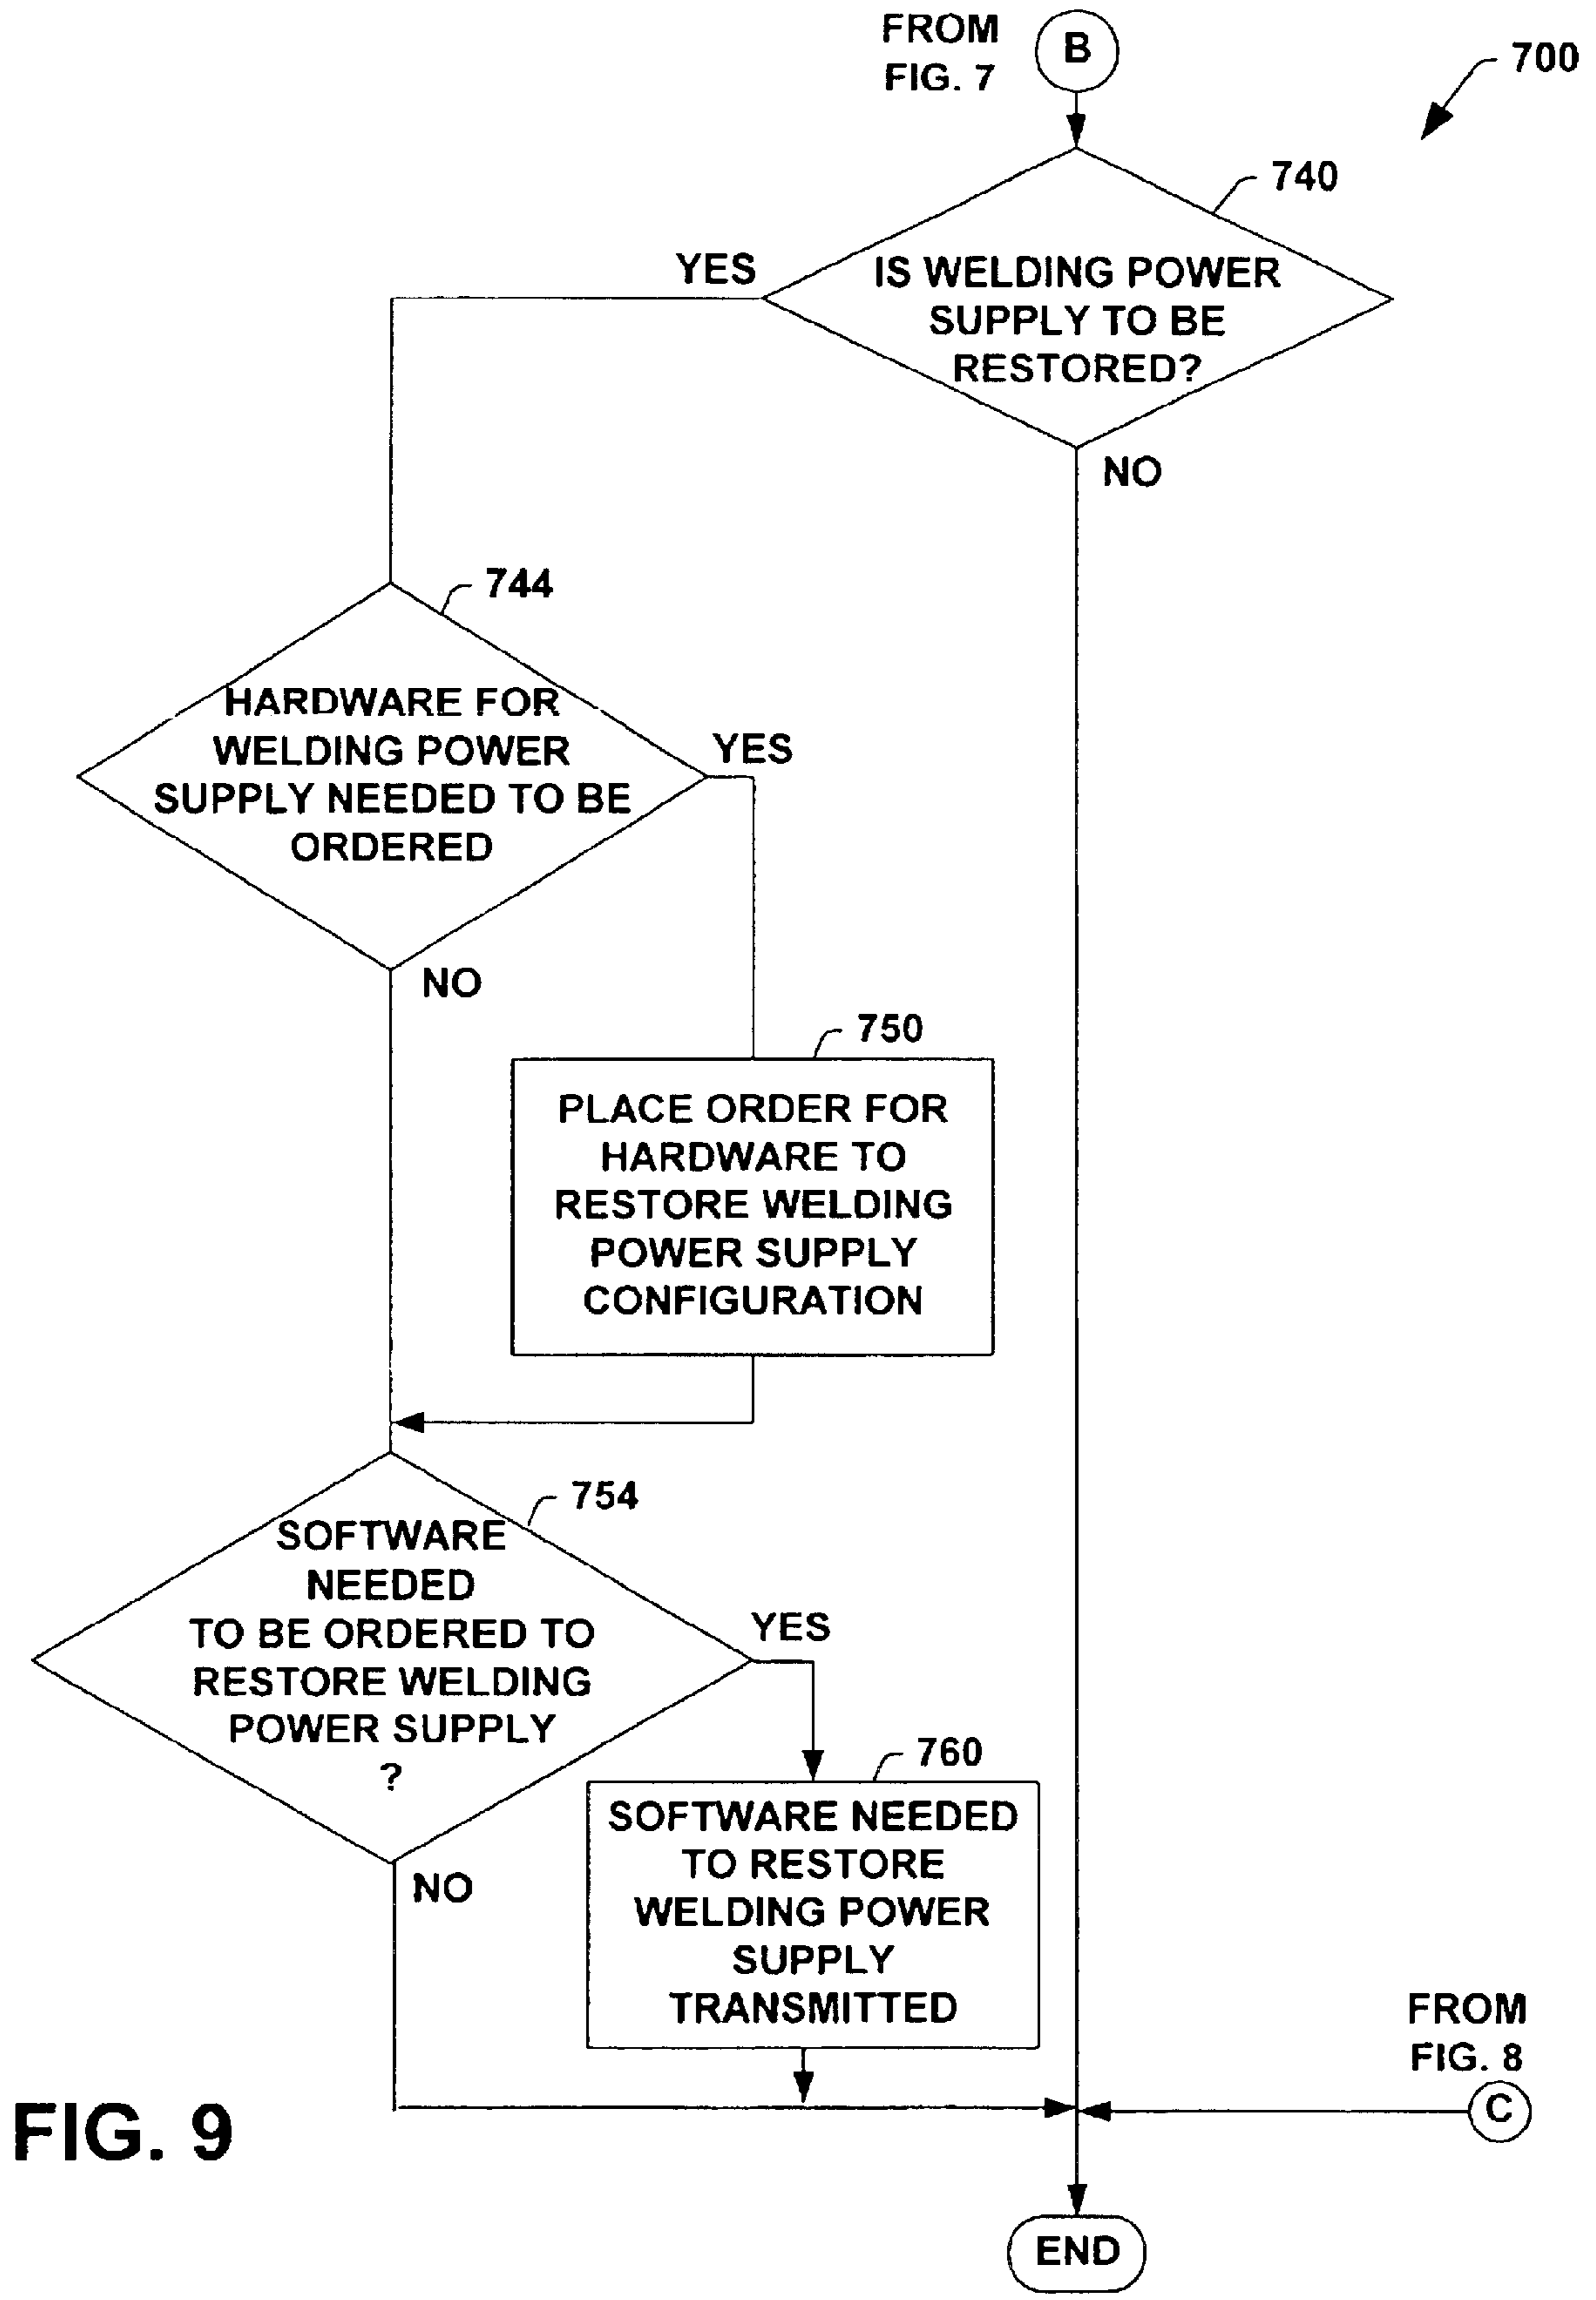 FROM
FIG. 7
B
700
740
YES
IS WELDING POWER
SUPPLY TO BE
RESTORED?
NO
744
HARDWARE FOR
WELDING POWER
SUPPLY NEEDED TO BE
ORDERED
YES
NO
750
PLACE ORDER FOR
HARDWARE TO
RESTORE WELDING
POWER SUPPLY
CONFIGURATION
754
SOFTWARE
NEEDED
TO BE ORDERED TO
RESTORE WELDING
POWER SUPPLY
?
YES
NO
760
SOFTWARE NEEDED
TO RESTORE
WELDING POWER
SUPPLY
TRANSMITTED
FROM
FIG. 8
C
FIG. 9
END